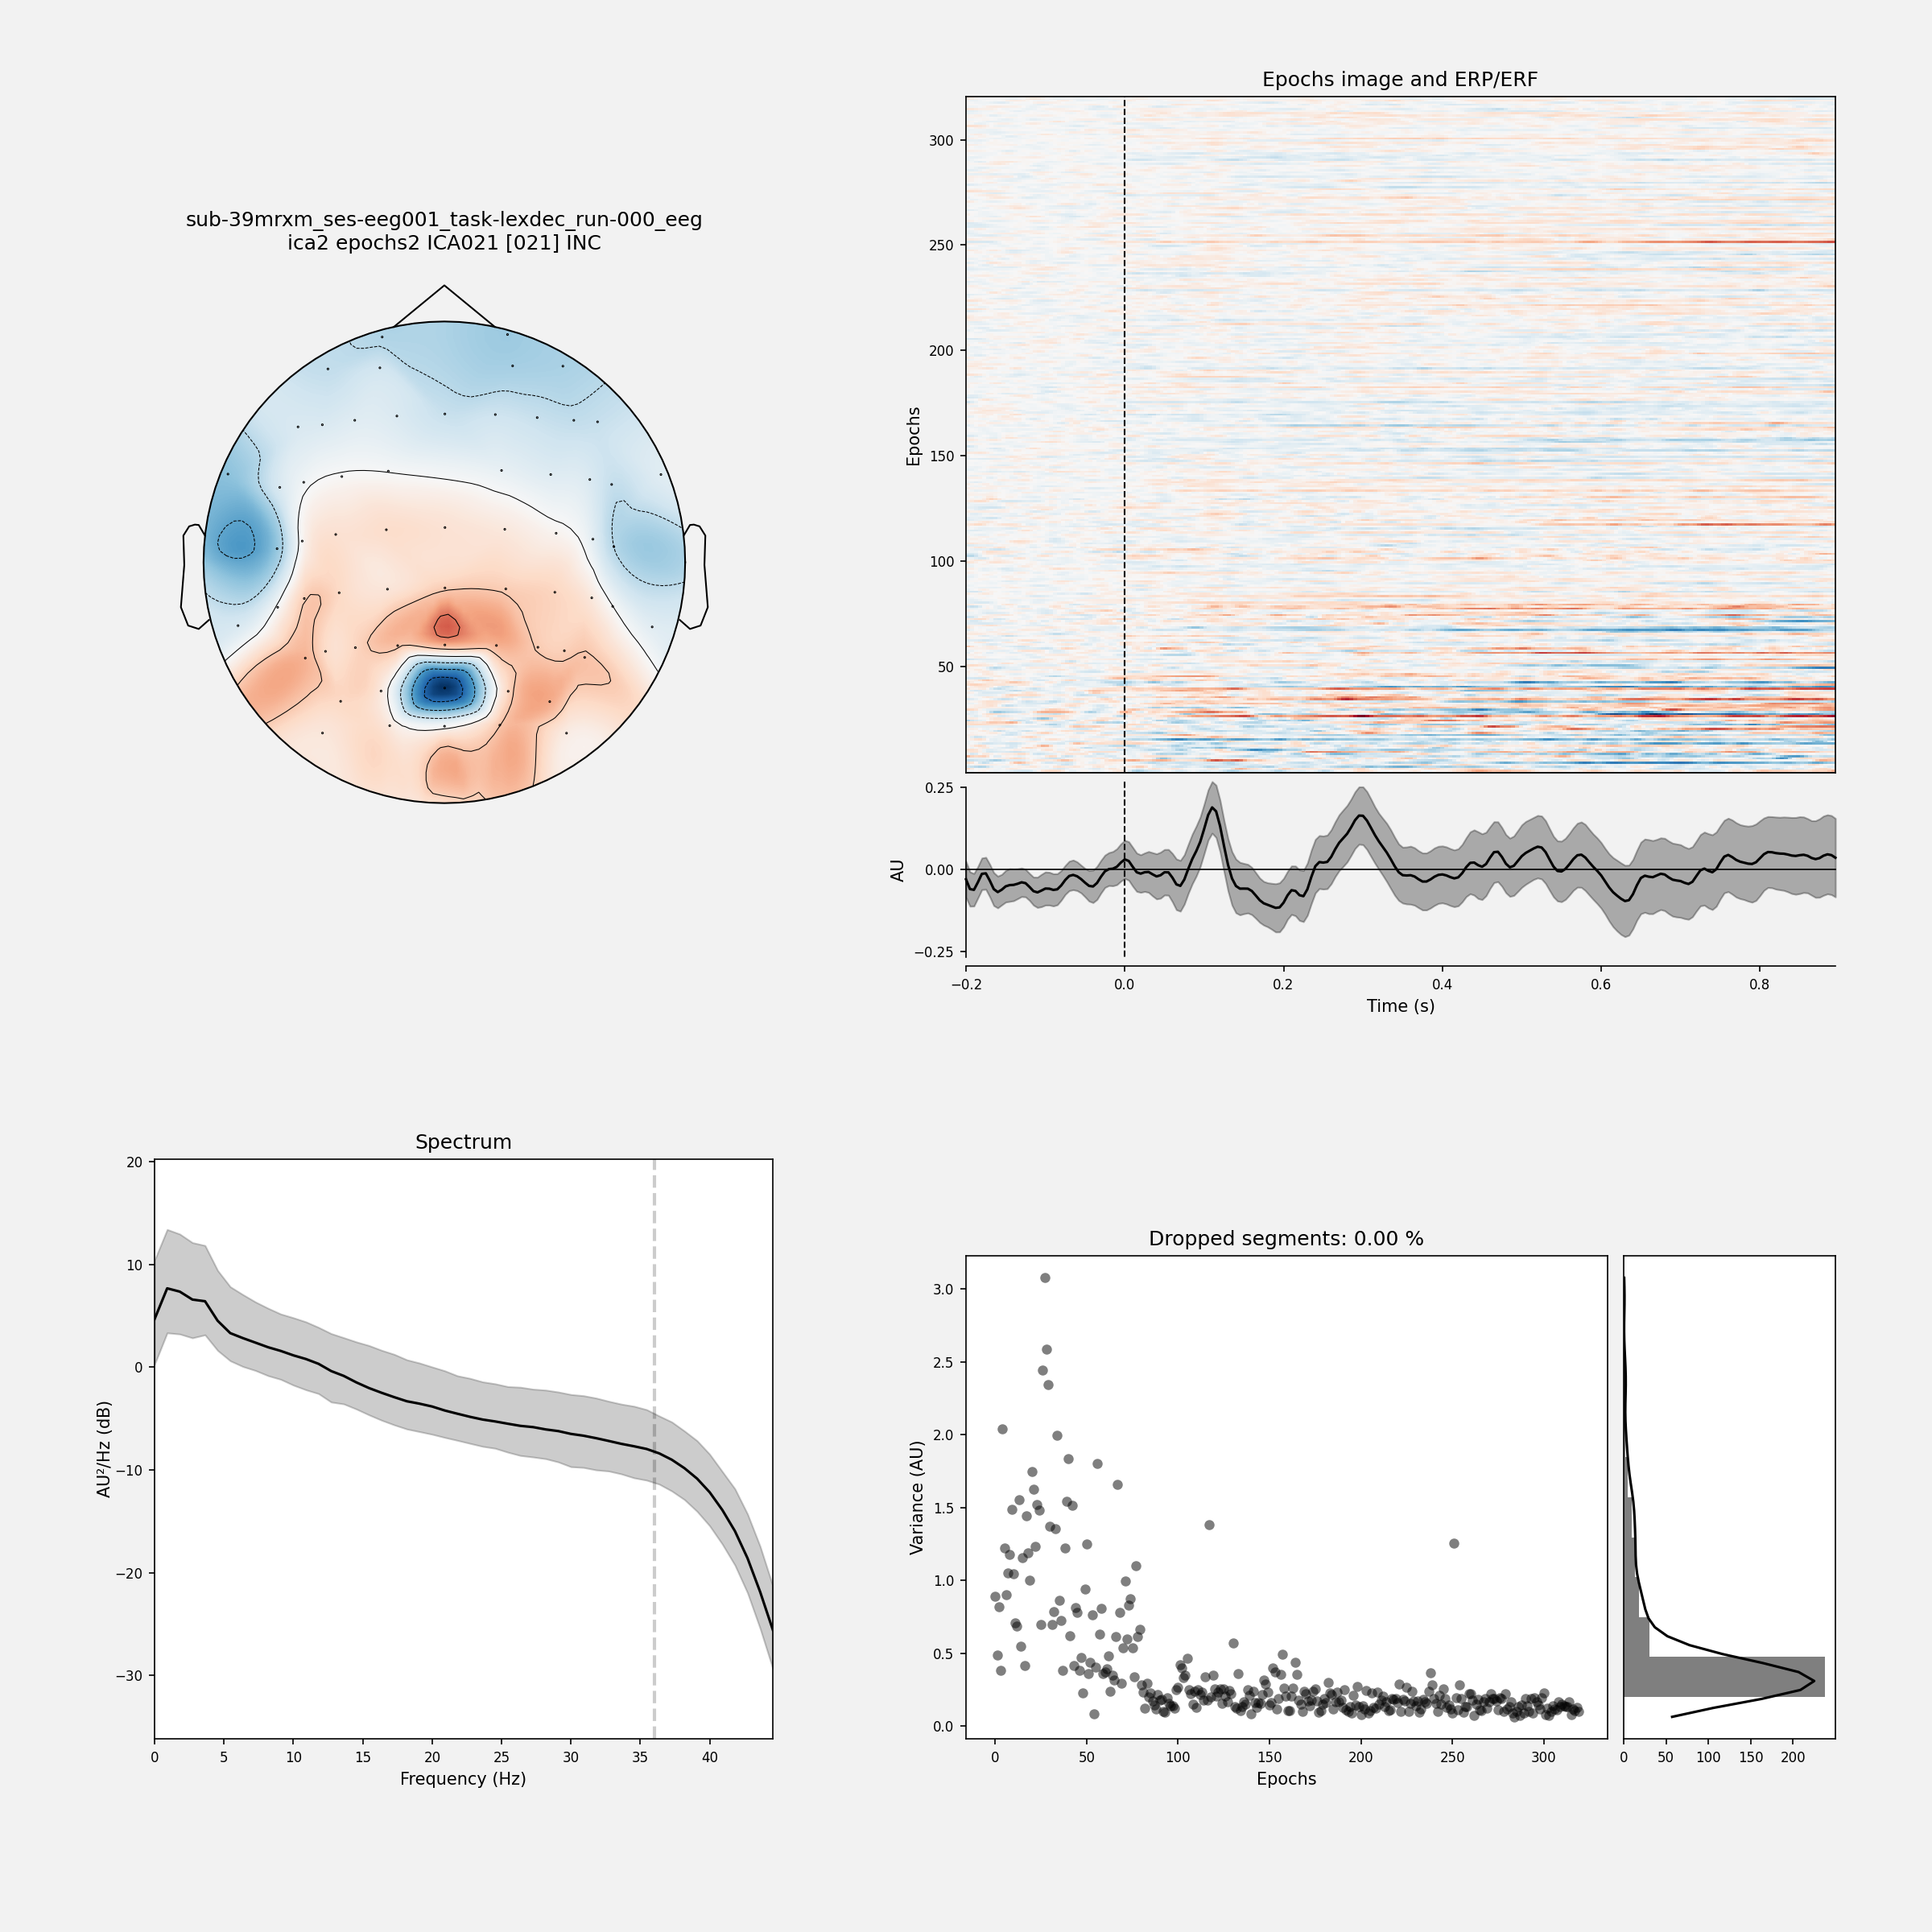 sub-39mrxm_ses-eeg001_task-lexdec_run-000_eeg
ica2 epochs2 ICA021 [021] INC
Epochs image and ERP/ERF
300
250
200
150
100
50
Epochs
0.25
0.00
−0.25
AU
−0.2 0.0 0.2 0.4 0.6 0.8
Time (s)
Spectrum
20
10
0
−10
−20
−30
AU²/Hz (dB)
0 5 10 15 20 25 30 35 40
Frequency (Hz)
Dropped segments: 0.00 %
3.0
2.5
2.0
1.5
1.0
0.5
0.0
Variance (AU)
0 50 100 150 200 250 300
Epochs
0 50 100 150 200